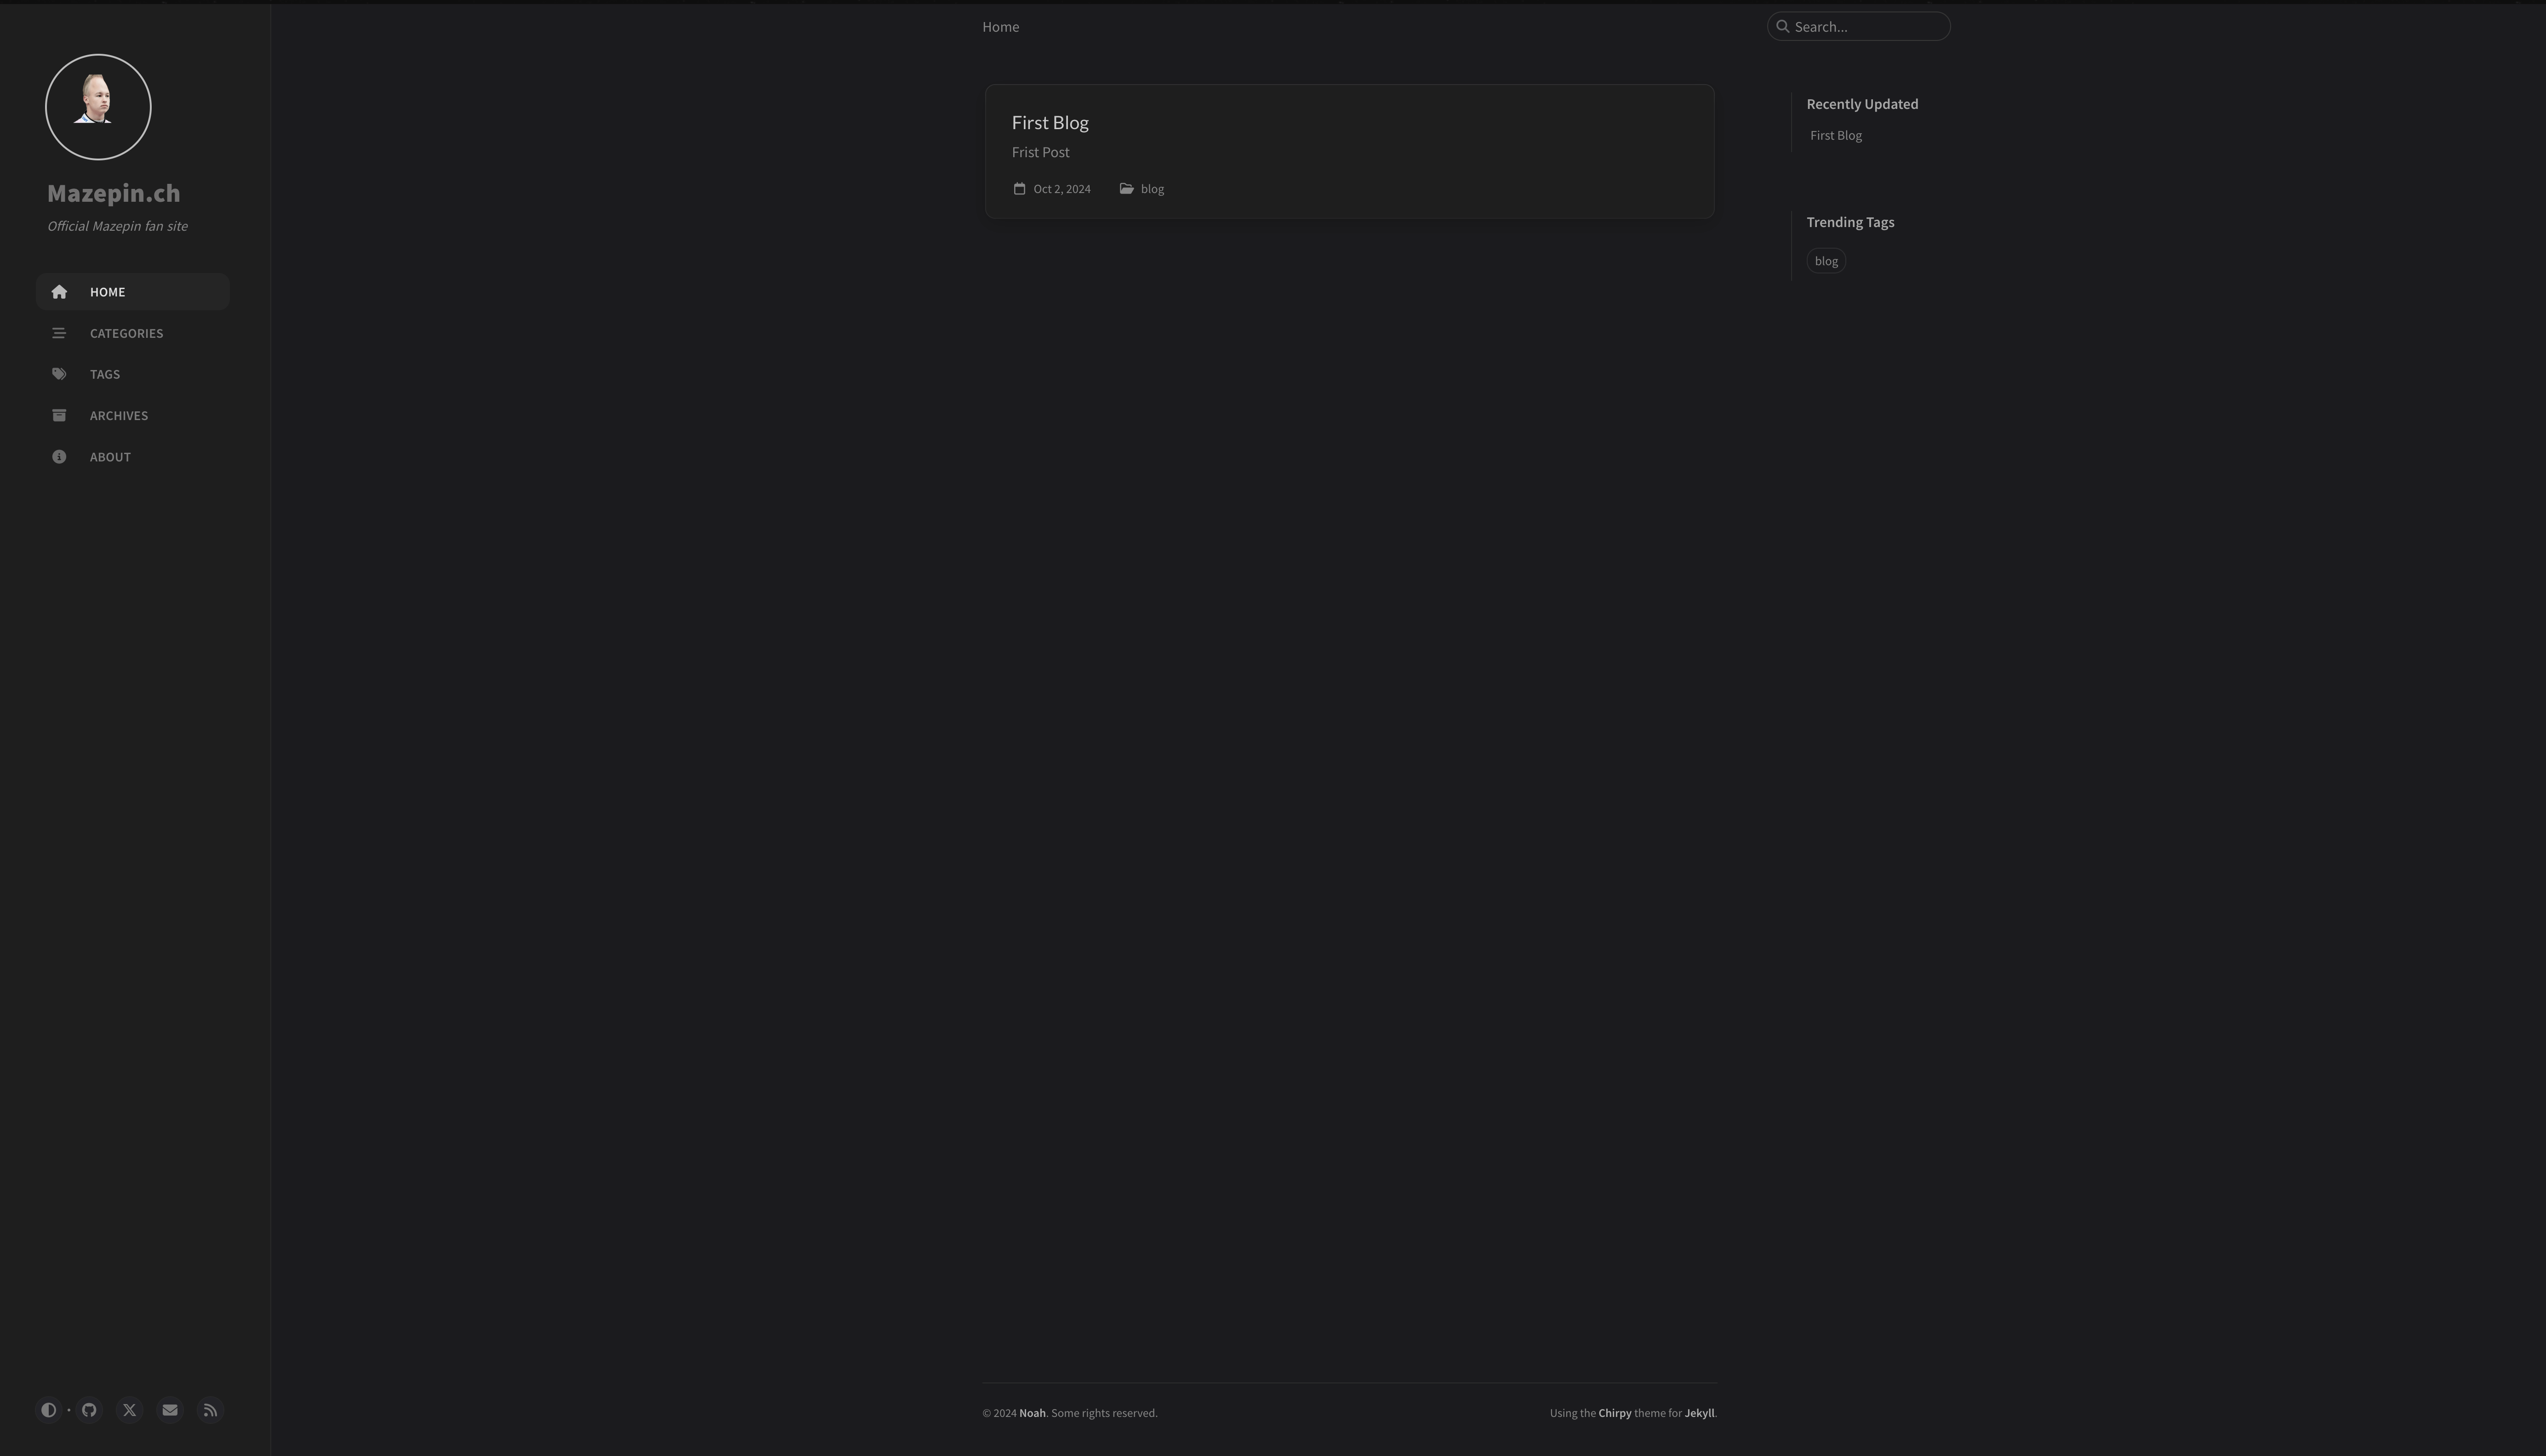 Mazepin.ch
Official Mazepin fan site
HOME
CATEGORIES
TAGS
ARCHIVES
ABOUT
Home
Search...
First Blog
Frist Post
Oct 2, 2024 blog
Recently Updated
First Blog
Trending Tags
blog
© 2024 Noah. Some rights reserved.
Using the Chirpy theme for Jekyll.